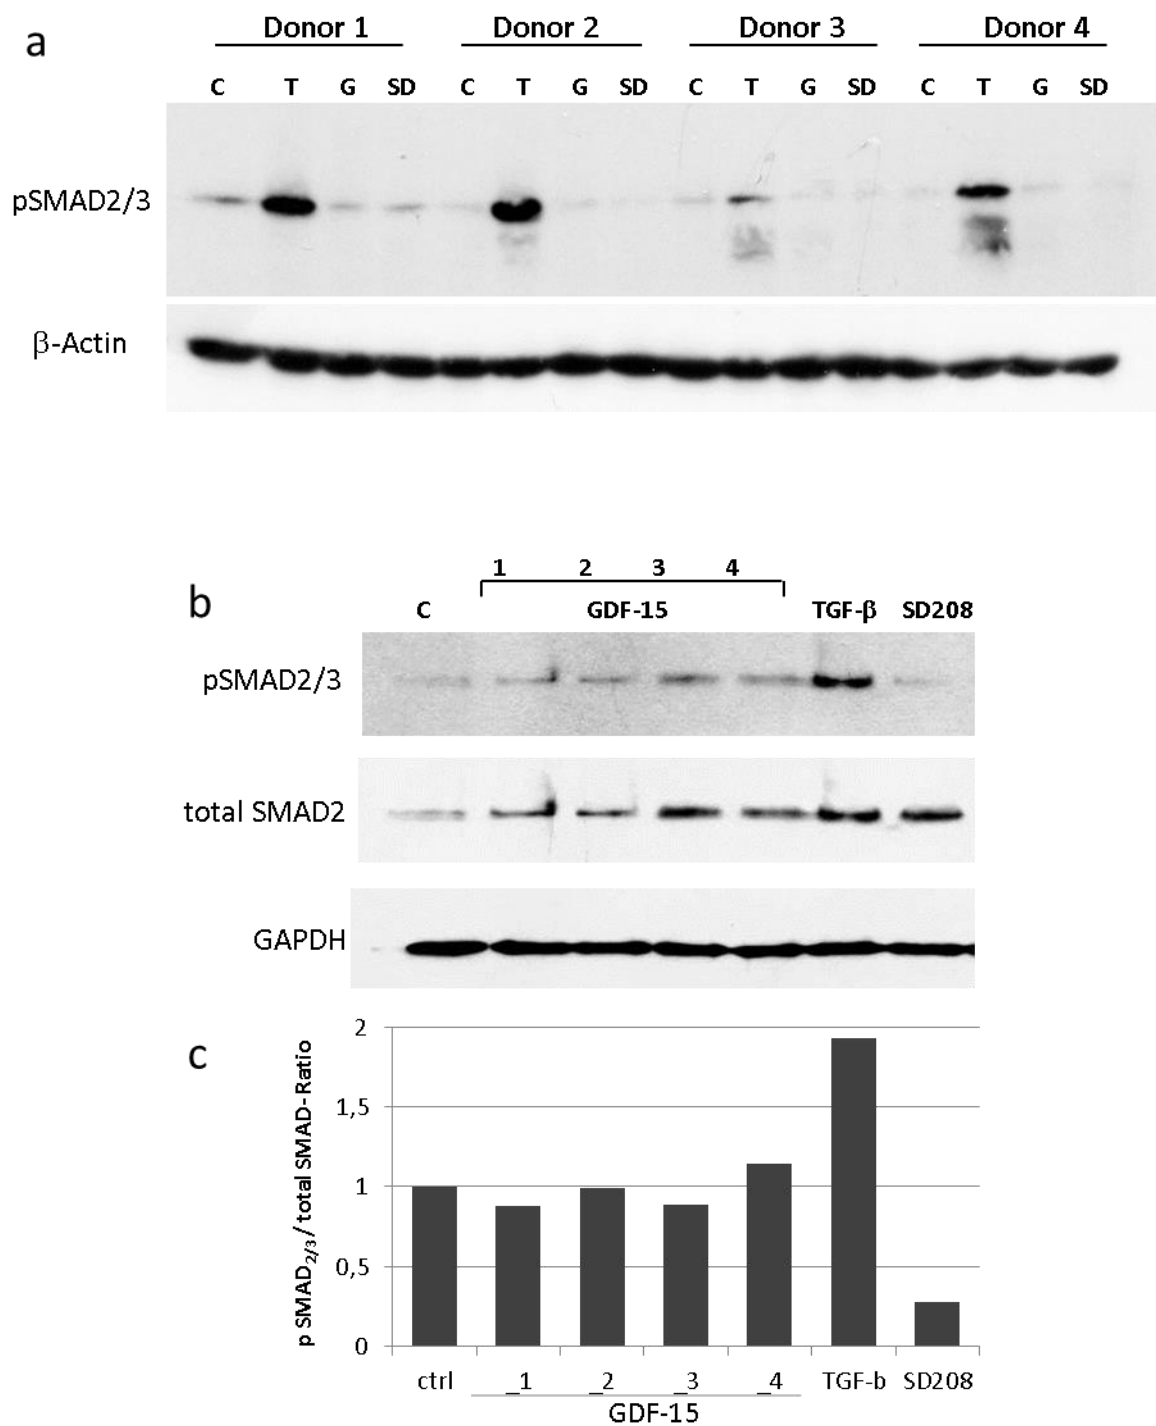 a
Donor 1 Donor 2 Donor 3 Donor 4
C T G SD C T G SD C T G SD C T G SD
pSMAD2/3
β-Actin
b
1 2 3 4
C GDF-15 TGF-β SD208
pSMAD2/3
total SMAD2
GAPDH
c
p SMAD2/3 / total SMAD-Ratio
2
1,5
1
0,5
0
ctrl _1 _2 _3 _4 TGF-b SD208
GDF-15